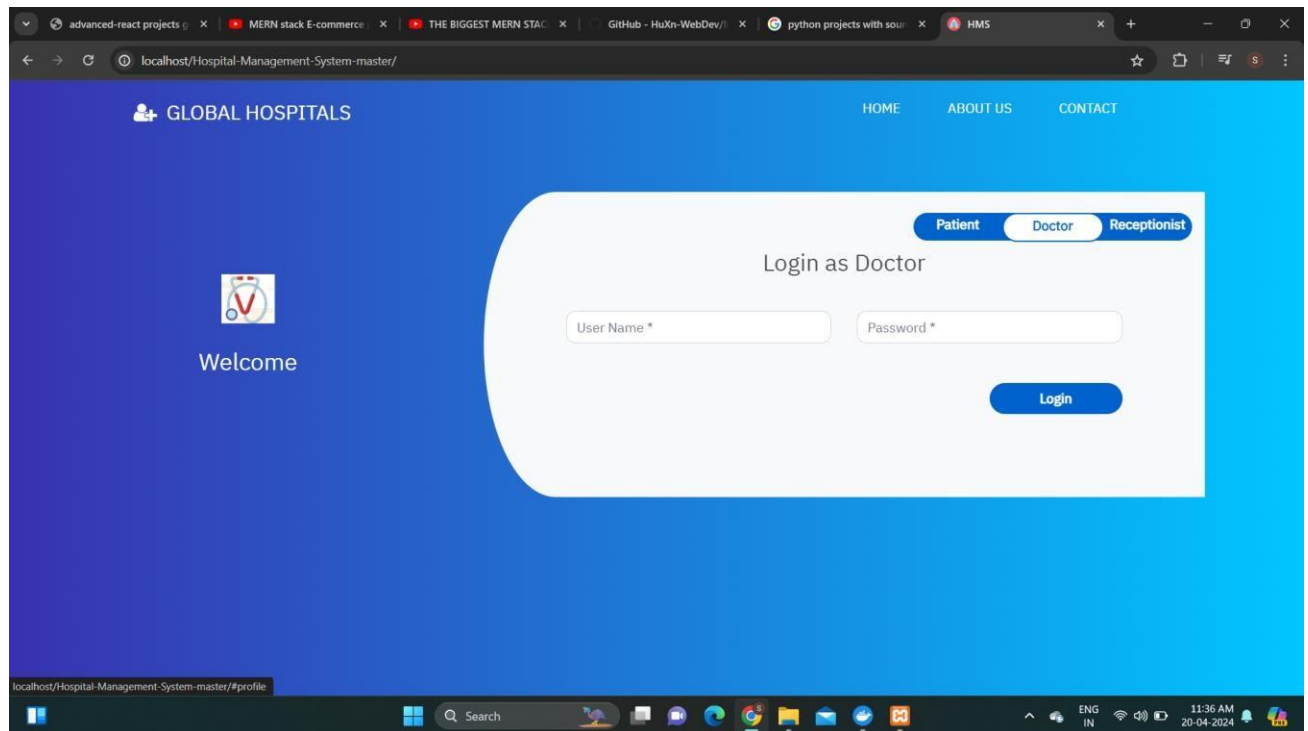 advanced-react projects g
MERN stack E-commerce
THE BIGGEST MERN STAC
GitHub - HuXn-WebDev/
python projects with sour
HMS
localhost/Hospital-Management-System-master/
S
GLOBAL HOSPITALS
HOME ABOUT US CONTACT
Patient Doctor Receptionist
Login as Doctor
User Name * Password *
Welcome
Login
localhost/Hospital-Management-System-master/#profile
Search
ENG
IN
11:36 AM
20-04-2024